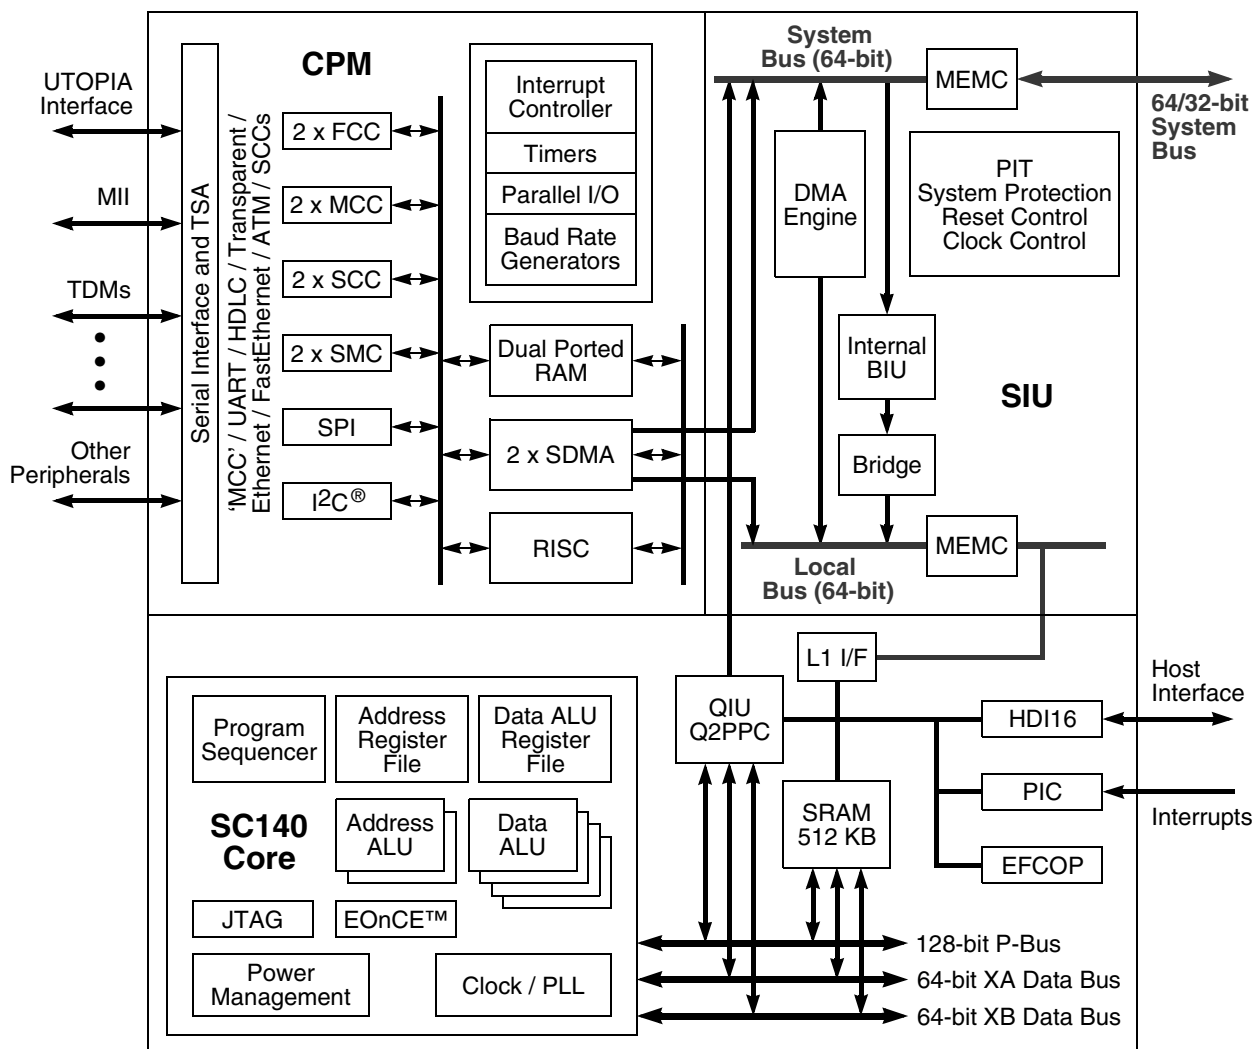 CPM
UTOPIA
Interface
MII
TDMs
Other
Peripherals
Serial Interface and TSA
'MCC' / UART / HDLC / Transparent /
Ethernet / FastEthernet / ATM / SCCs
2 x FCC
2 x MCC
2 x SCC
2 x SMC
SPI
I2C®
Interrupt
Controller
Timers
Parallel I/O
Baud Rate
Generators
Dual Ported
RAM
2 x SDMA
RISC
System
Bus (64-bit)
MEMC
64/32-bit
System
Bus
DMA
Engine
PIT
System Protection
Reset Control
Clock Control
Internal
BIU
SIU
Bridge
MEMC
Local
Bus (64-bit)
L1 I/F
QIU
Q2PPC
SRAM
512 KB
HDI16
PIC
EFCOP
Host
Interface
Interrupts
Program
Sequencer
Address
Register
File
Data ALU
Register
File
SC140
Core
Address
ALU
Data
ALU
JTAG
EOnCE™
Power
Management
Clock / PLL
128-bit P-Bus
64-bit XA Data Bus
64-bit XB Data Bus